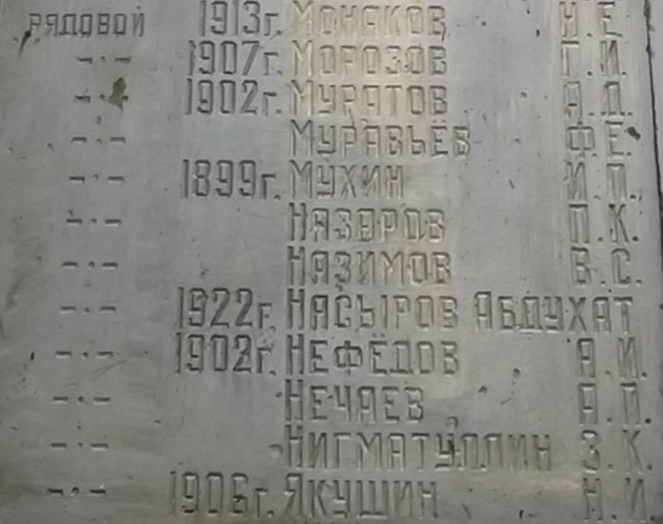 РЯДОВОЙ 1913г. МОНАКОВ И.Е.
-·- 1907г. МОРОЗОВ Г.И.
-·- 1902г. МУРАТОВ А.Д.
-·- МУРАВЬЁВ Ф.Е.
-·- 1899г. МУХИН И.П.
-·- НАЗАРОВ П.К.
-·- НАЗИМОВ В.С.
-·- 1922г. НАСЫРОВ АБДУХАТ
-·- 1902г. НЕФЁДОВ А.И.
-·- НЕЧАЕВ А.П.
-·- НИГМАТУЛЛИН З.К.
-·- 1906г. ЯКУШИН Н.И.